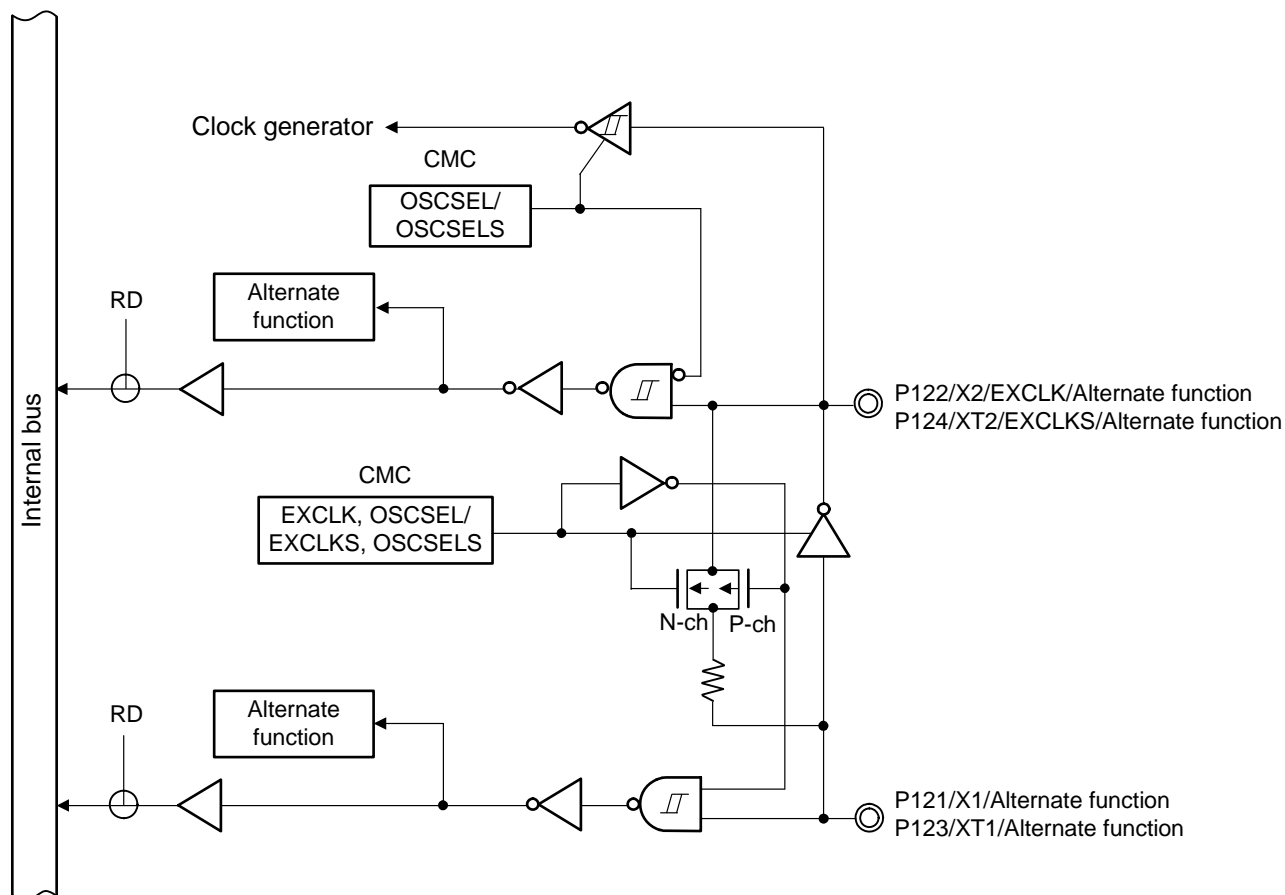 Clock generator
CMC
OSCSEL/
OSCSELS
RD
Alternate
function
P122/X2/EXCLK/Alternate function
P124/XT2/EXCLKS/Alternate function
Internal bus
CMC
EXCLK, OSCSEL/
EXCLKS, OSCSELS
N-ch
P-ch
RD
Alternate
function
P121/X1/Alternate function
P123/XT1/Alternate function